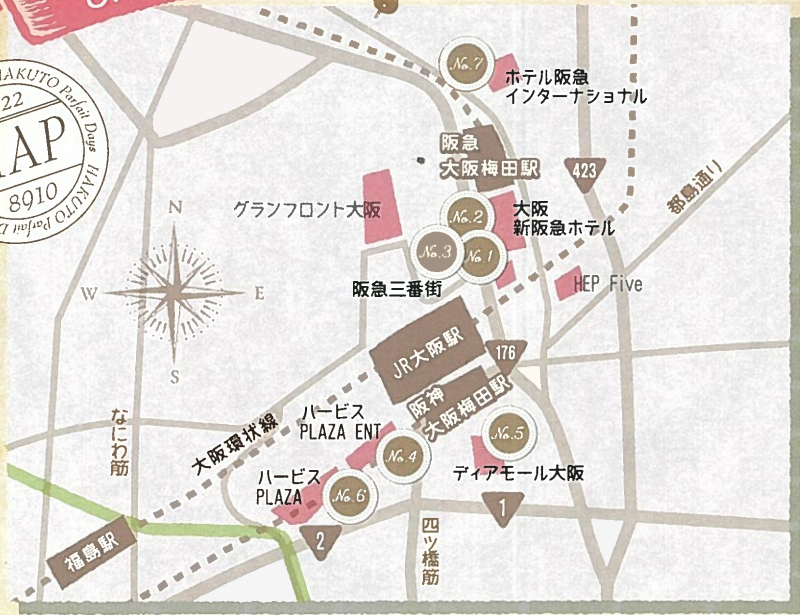 HAKUTO Parfait Days HAKUTO Parfait D
22
AP
8910
No.7
ホテル阪急
インターナショナル
阪急
大阪梅田駅
423
都島通り
グランフロント大阪
No.2
大阪
新阪急ホテル
No.3
No.1
N
W
E
S
阪急三番街
HEP Five
JR大阪駅
176
阪神
大阪梅田駅
なにわ筋
大阪環状線
ハービス
PLAZA ENT
No.4
No.5
ディアモール大阪
ハービス
PLAZA
No.6
1
2
四ツ橋筋
福島駅